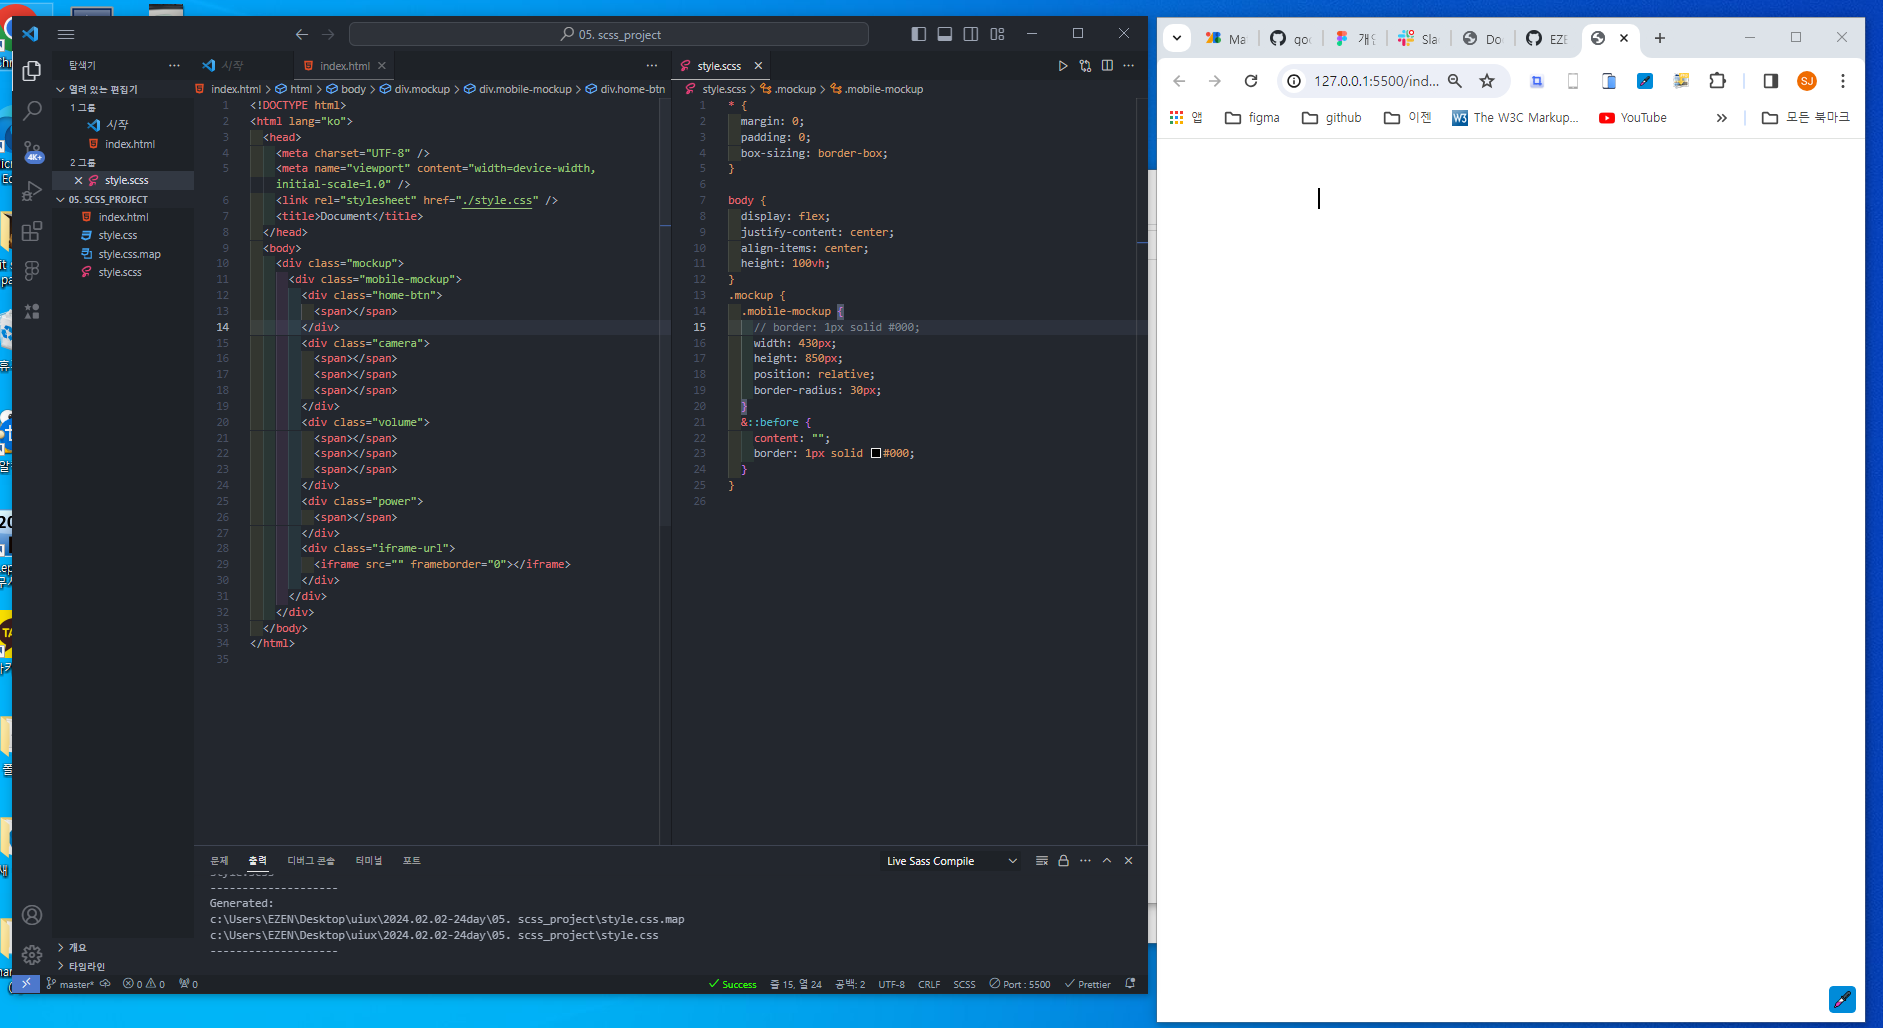 05. scss_project
탐색기
열려 있는 편집기
1 그룹
시작
index.html
2 그룹
style.scss
05. SCSS_PROJECT
index.html
style.css
style.css.map
style.scss
개요
타임라인
4K+
시작
index.html
index.html > html > body > div.mockup > div.mobile-mockup > div.home-btn
1 <!DOCTYPE html>
2 <html lang="ko">
3 <head>
4 <meta charset="UTF-8" />
5 <meta name="viewport" content="width=device-width,
initial-scale=1.0" />
6 <link rel="stylesheet" href="./style.css" />
7 <title>Document</title>
8 </head>
9 <body>
10 <div class="mockup">
11 <div class="mobile-mockup">
12 <div class="home-btn">
13 <span></span>
14 </div>
15 <div class="camera">
16 <span></span>
17 <span></span>
18 <span></span>
19 </div>
20 <div class="volume">
21 <span></span>
22 <span></span>
23 <span></span>
24 </div>
25 <div class="power">
26 <span></span>
27 </div>
28 <div class="iframe-url">
29 <iframe src="" frameborder="0"></iframe>
30 </div>
31 </div>
32 </div>
33 </body>
34 </html>
35
style.scss
style.scss > .mockup > .mobile-mockup
1 * {
2 margin: 0;
3 padding: 0;
4 box-sizing: border-box;
5 }
6
7 body {
8 display: flex;
9 justify-content: center;
10 align-items: center;
11 height: 100vh;
12 }
13 .mockup {
14 .mobile-mockup {
15 // border: 1px solid #000;
16 width: 430px;
17 height: 850px;
18 position: relative;
19 border-radius: 30px;
20 }
21 &::before {
22 content: "";
23 border: 1px solid #000;
24 }
25 }
26
문제 출력 디버그 콘솔 터미널 포트
Live Sass Compile
style.scss
--------------------
Generated:
c:\Users\EZEN\Desktop\uiux\2024.02.02-24day\05. scss_project\style.css.map
c:\Users\EZEN\Desktop\uiux\2024.02.02-24day\05. scss_project\style.css
--------------------
master* 0 0 0 Success 줄 15, 열 24 공백: 2 UTF-8 CRLF SCSS Port : 5500 Prettier
Ma goo 개인 Sla Do EZE
127.0.0.1:5500/ind... SJ
앱 figma github 이젠 W3 The W3C Markup... YouTube » 모든 북마크